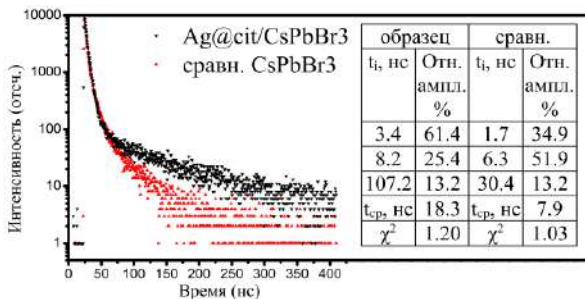 10000
1000
100
10
1
Интенсивность (отсч.)
0 50 100 150 200 250 300 350 400
Время (нс)
Ag@cit/CsPbBr3
сравн. CsPbBr3
образец сравн.
tᵢ, нс Отн. ампл. % tᵢ, нс Отн. ампл. %
3.4 61.4 1.7 34.9
8.2 25.4 6.3 51.9
107.2 13.2 30.4 13.2
tср, нс 18.3 tср, нс 7.9
χ² 1.20 χ² 1.03